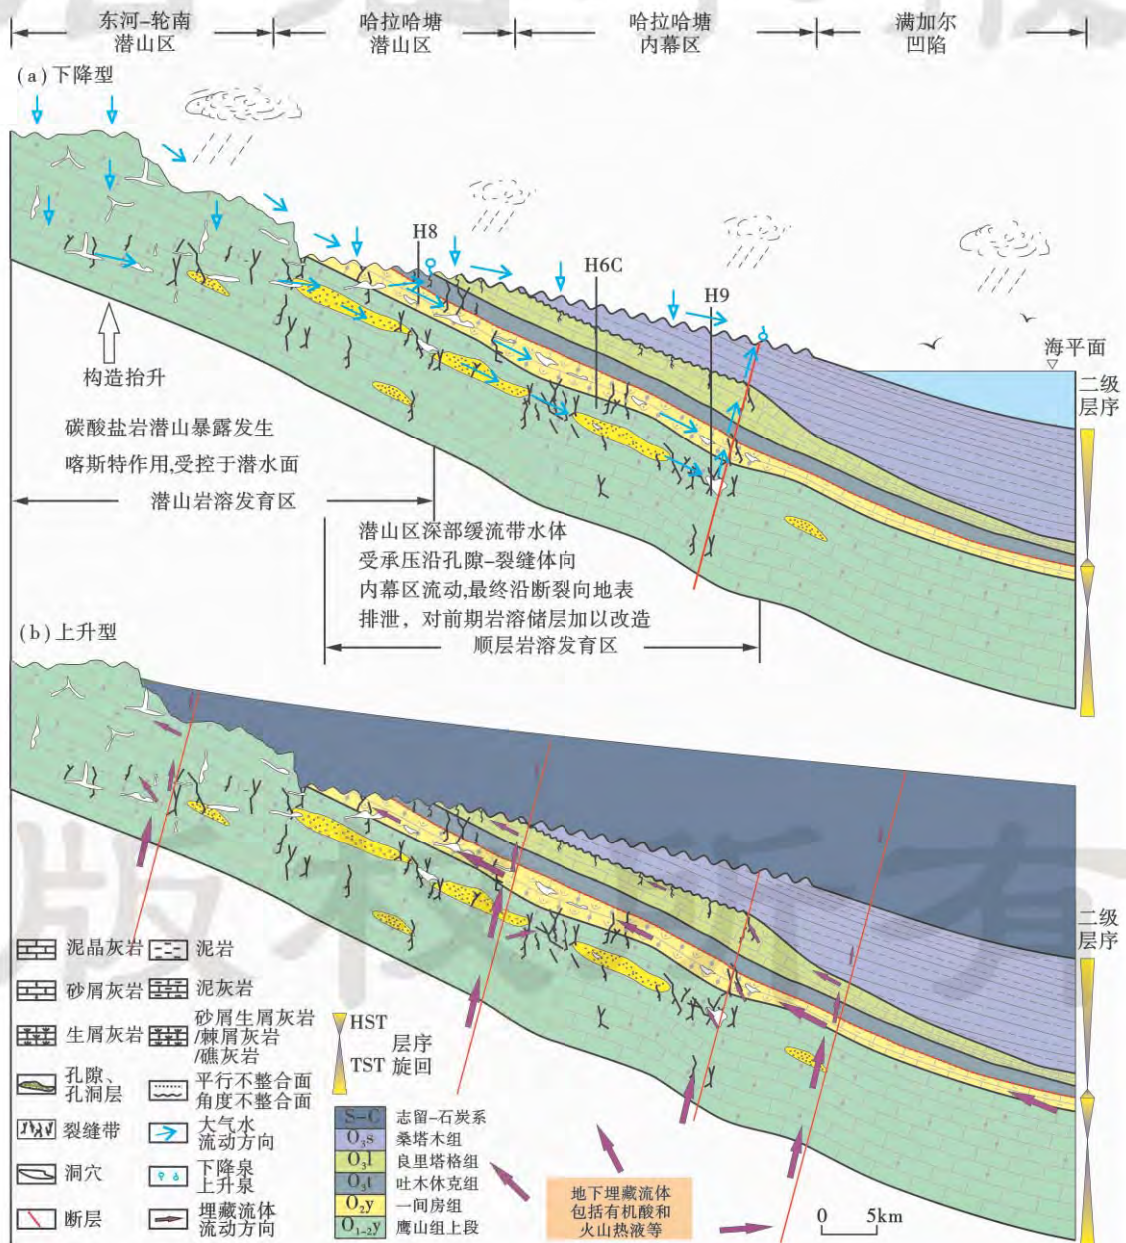 东河-轮南
潜山区
哈拉哈塘
潜山区
哈拉哈塘
内幕区
满加尔
凹陷
(a)下降型
H8
H6C
H9
海平面
二级
层序
构造抬升
碳酸盐岩潜山暴露发生
喀斯特作用,受控于潜水面
潜山岩溶发育区
潜山区深部缓流带水体
受承压沿孔隙-裂缝体向
内幕区流动,最终沿断裂向地表
排泄，对前期岩溶储层加以改造
顺层岩溶发育区
(b)上升型
二级
层序
泥晶灰岩
泥岩
砂屑灰岩
泥灰岩
生屑灰岩
砂屑生屑灰岩
/棘屑灰岩
/礁灰岩
孔隙、
孔洞层
平行不整合面
角度不整合面
裂缝带
大气水
流动方向
洞穴
下降泉
上升泉
断层
埋藏流体
流动方向
HST
TST
层序
旋回
S-C 志留-石炭系
O₃s 桑塔木组
O₃l 良里塔格组
O₃t 吐木休克组
O₂y 一间房组
O₁₋₂y 鹰山组上段
地下埋藏流体
包括有机酸和
火山热液等
0 5km
版权所有